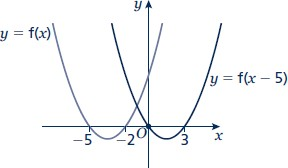 y
y = f(x)
y = f(x − 5)
−5 −2 O 3 x